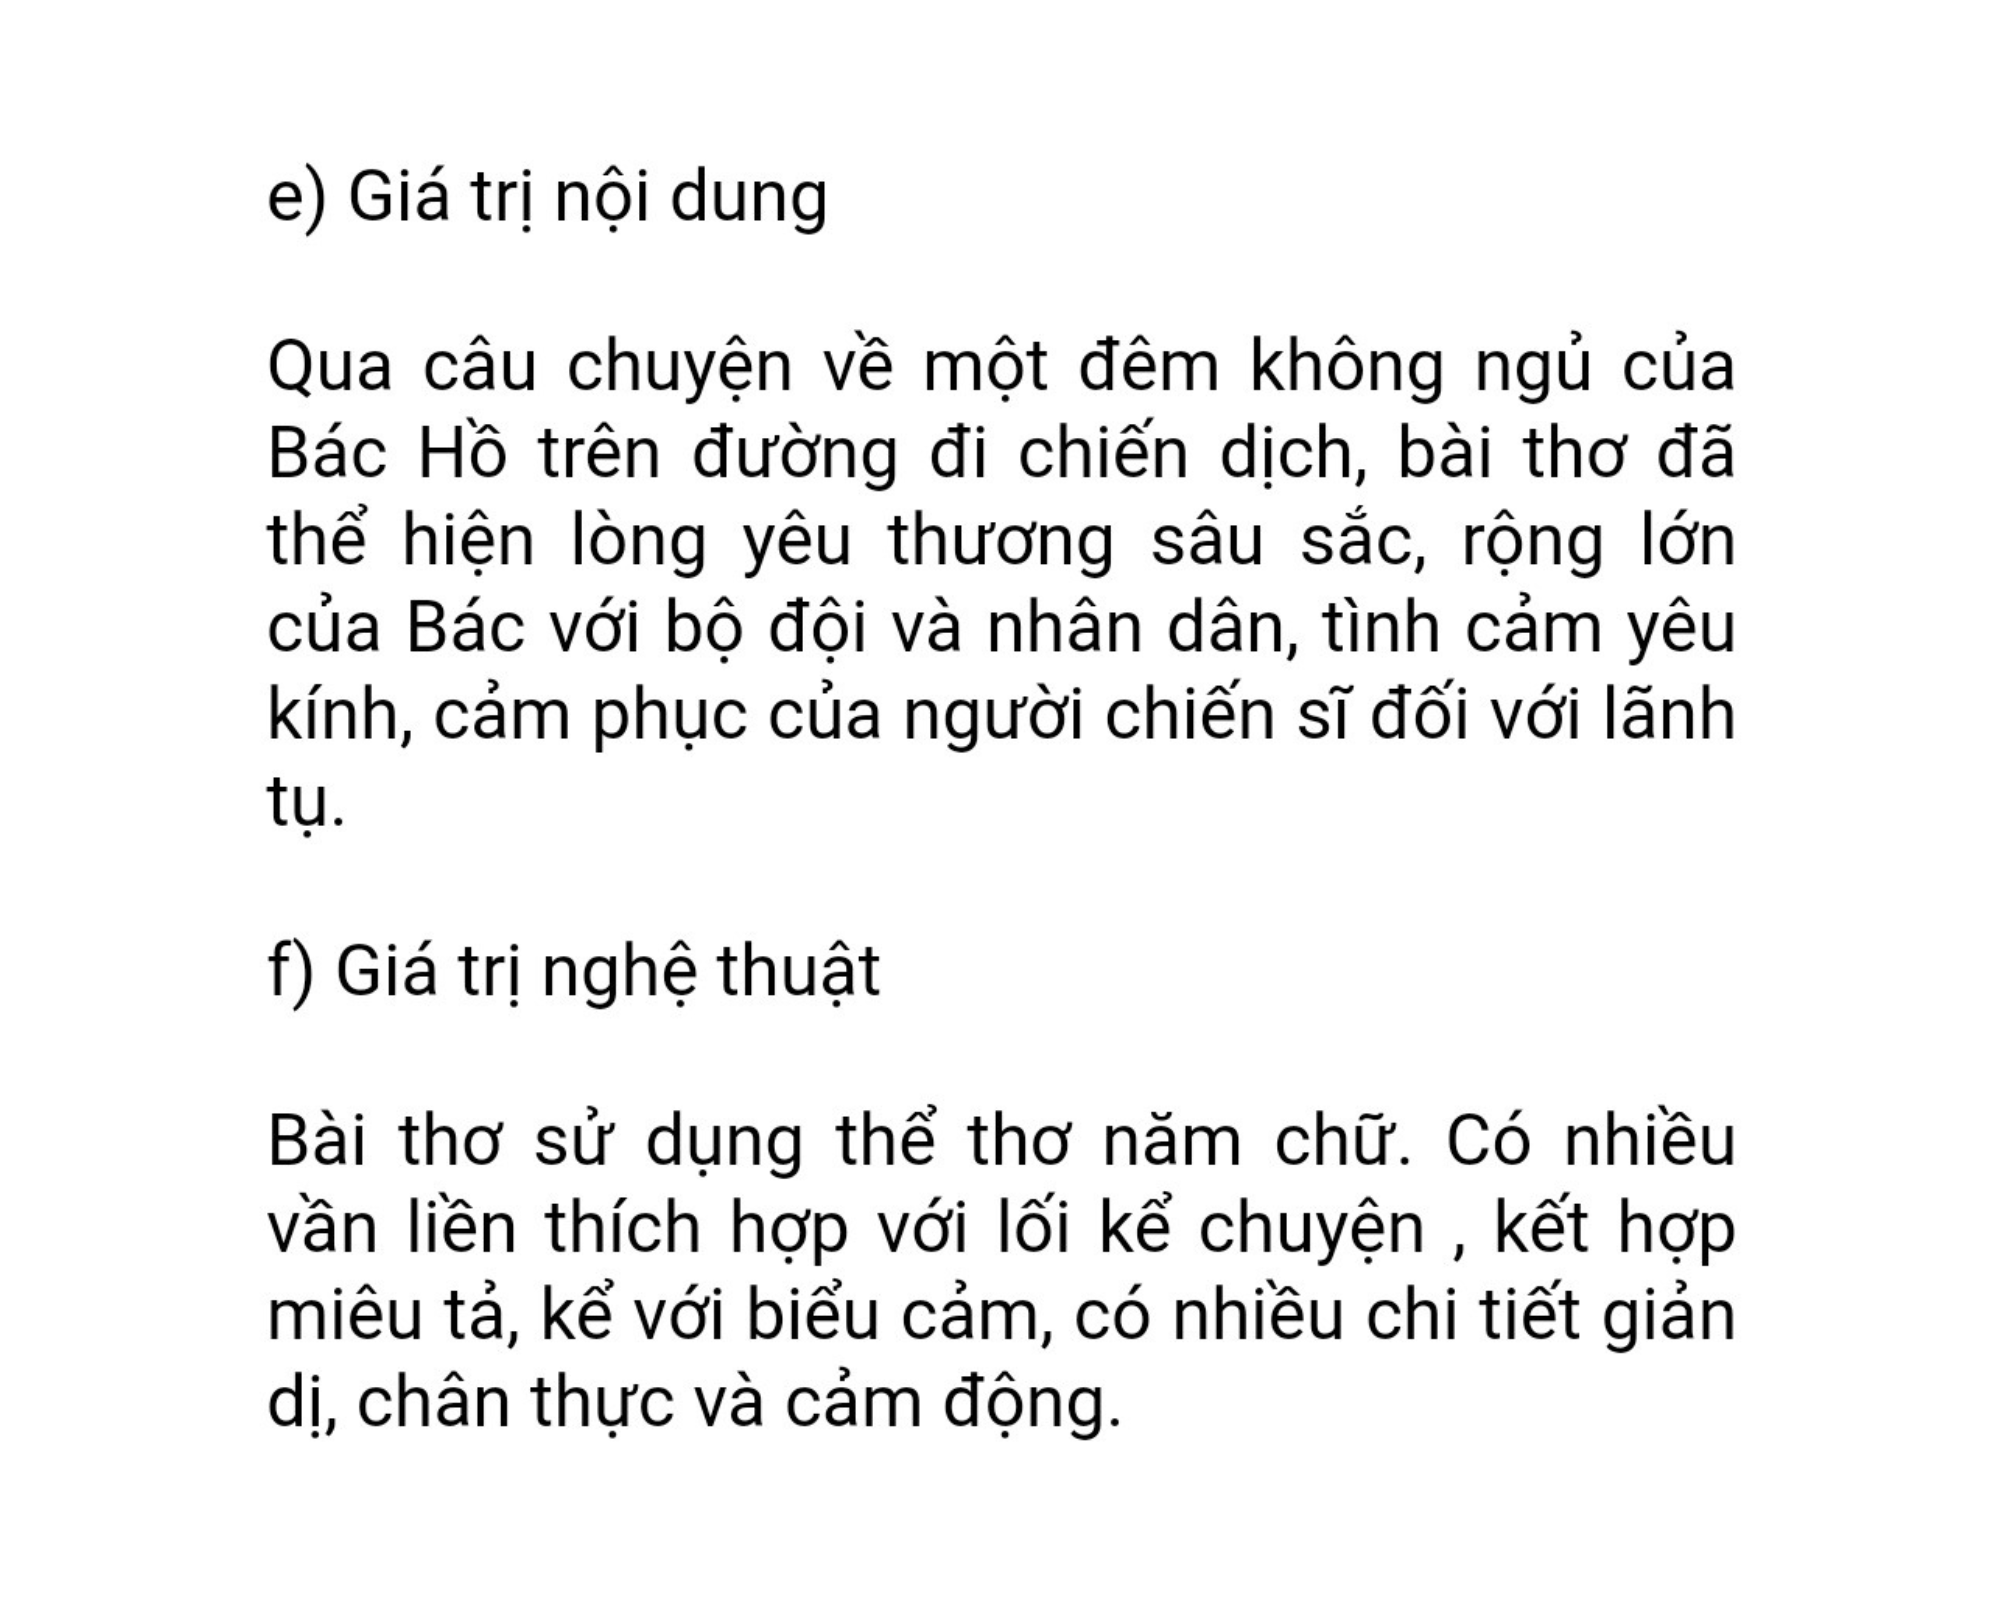 e) Giá trị nội dung
Qua câu chuyện về một đêm không ngủ của
Bác Hồ trên đường đi chiến dịch, bài thơ đã
thể hiện lòng yêu thương sâu sắc, rộng lớn
của Bác với bộ đội và nhân dân, tình cảm yêu
kính, cảm phục của người chiến sĩ đối với lãnh
tụ.
f) Giá trị nghệ thuật
Bài thơ sử dụng thể thơ năm chữ. Có nhiều
vần liền thích hợp với lối kể chuyện , kết hợp
miêu tả, kể với biểu cảm, có nhiều chi tiết giản
dị, chân thực và cảm động.